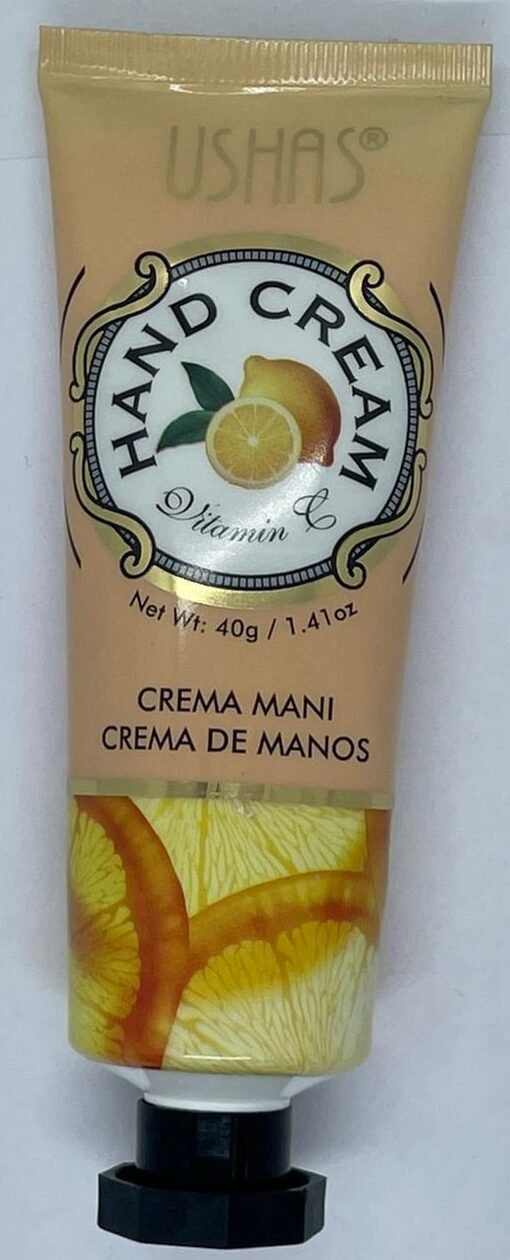 USHAS®
HAND CREAM
Vitamin C
Net Wt: 40g / 1.41oz
CREMA MANI
CREMA DE MANOS